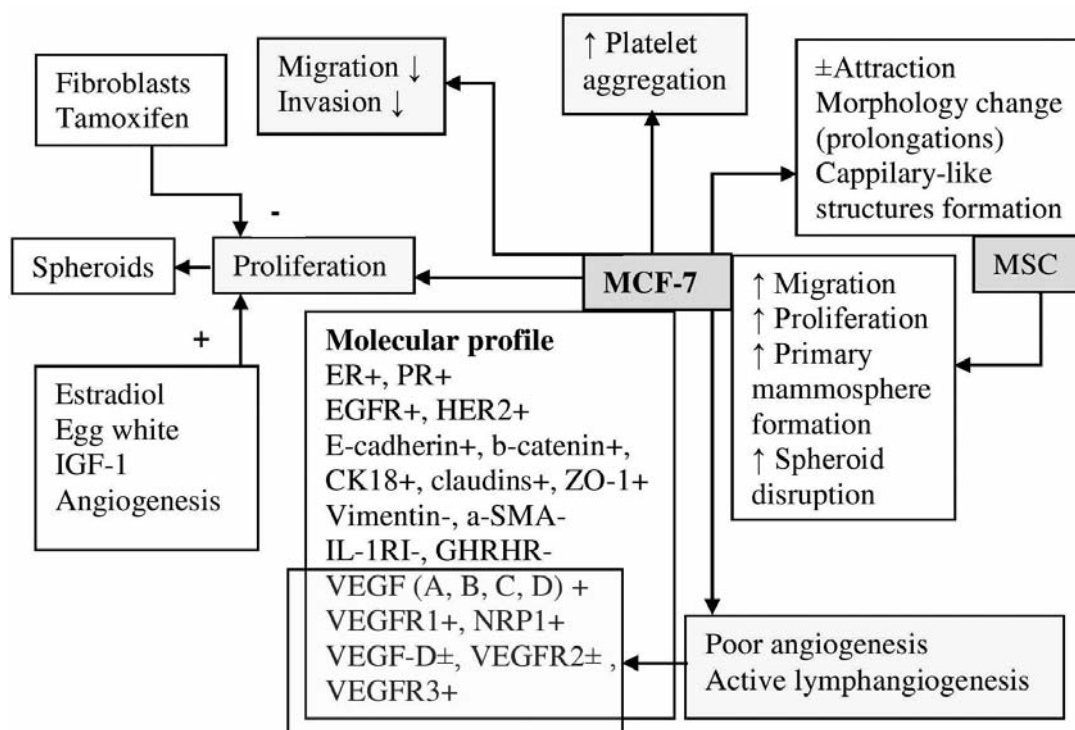 Fibroblasts
Tamoxifen
Migration ↓
Invasion ↓
↑ Platelet
aggregation
±Attraction
Morphology change
(prolongations)
Cappilary-like
structures formation
-
Spheroids
Proliferation
MCF-7
MSC
+
Estradiol
Egg white
IGF-1
Angiogenesis
Molecular profile
ER+, PR+
EGFR+, HER2+
E-cadherin+, b-catenin+,
CK18+, claudins+, ZO-1+
Vimentin-, a-SMA-
IL-1RI-, GHRHR-
VEGF (A, B, C, D) +
VEGFR1+, NRP1+
VEGF-D±, VEGFR2± ,
VEGFR3+
↑ Migration
↑ Proliferation
↑ Primary
mammosphere
formation
↑ Spheroid
disruption
Poor angiogenesis
Active lymphangiogenesis